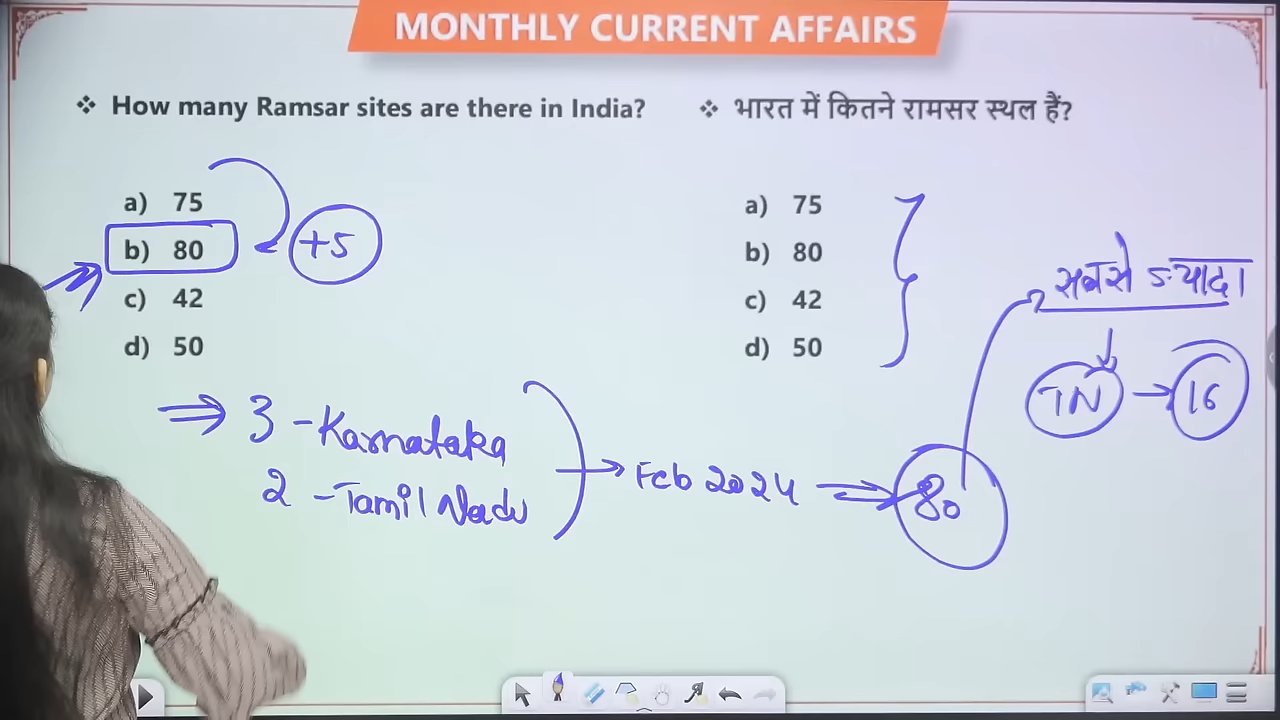 MONTHLY CURRENT AFFAIRS
❖ How many Ramsar sites are there in India?
a) 75
b) 80
c) 42
d) 50
+5
❖ भारत में कितने रामसर स्थल हैं?
a) 75
b) 80
c) 42
d) 50
सबसे ज्यादा
TN → 16
⇒ 3 - Karnataka
2 - Tamil Nadu
→ Feb 2024 ⇒ 80